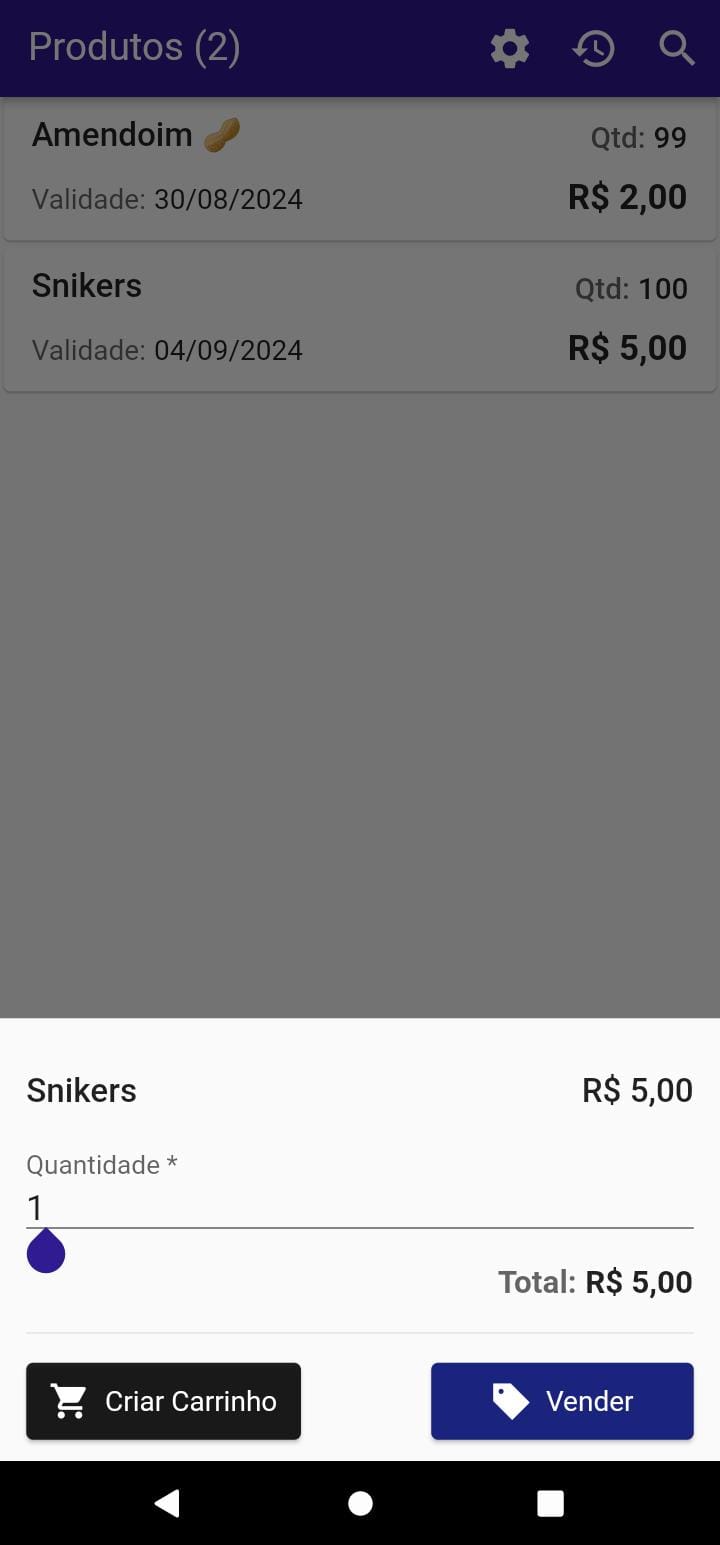 Produtos (2)
Amendoim 🥜
Qtd: 99
Validade: 30/08/2024
R$ 2,00
Snikers
Qtd: 100
Validade: 04/09/2024
R$ 5,00
Snikers
R$ 5,00
Quantidade *
1
Total: R$ 5,00
Criar Carrinho
Vender